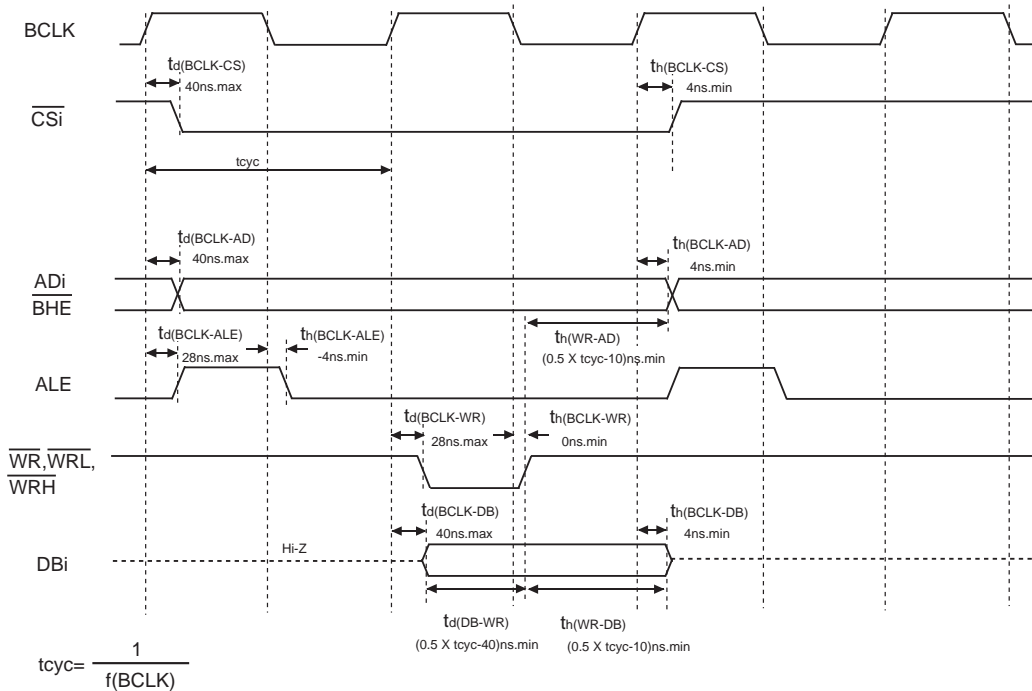 BCLK
td(BCLK-CS)
40ns.max
th(BCLK-CS)
4ns.min
CSi
tcyc
td(BCLK-AD)
40ns.max
th(BCLK-AD)
4ns.min
ADi
BHE
td(BCLK-ALE)
28ns.max
th(BCLK-ALE)
-4ns.min
th(WR-AD)
(0.5 X tcyc-10)ns.min
ALE
td(BCLK-WR)
28ns.max
th(BCLK-WR)
0ns.min
WR,WRL,
WRH
td(BCLK-DB)
40ns.max
th(BCLK-DB)
4ns.min
Hi-Z
DBi
td(DB-WR)
(0.5 X tcyc-40)ns.min
th(WR-DB)
(0.5 X tcyc-10)ns.min
tcyc= 1
f(BCLK)